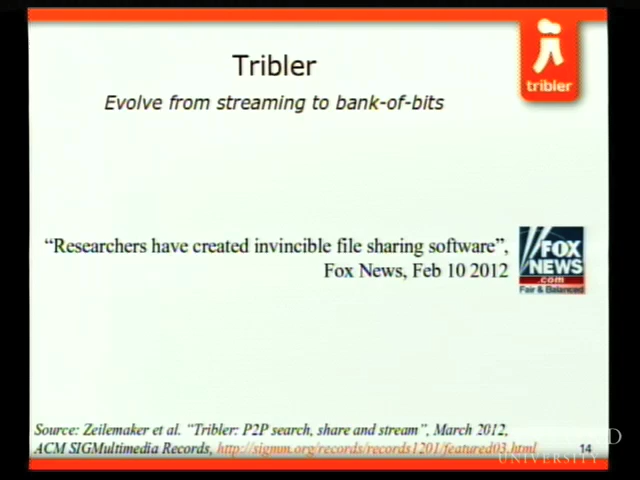 Tribler
tribler
Evolve from streaming to bank-of-bits
“Researchers have created invincible file sharing software”,
Fox News, Feb 10 2012
FOX
NEWS
.com
Fair & Balanced
Source: Zeilemaker et al. “Tribler: P2P search, share and stream”, March 2012,
ACM SIGMultimedia Records, http://sigmm.org/records/records1201/featured03.html
14
D
UNIVERSITY